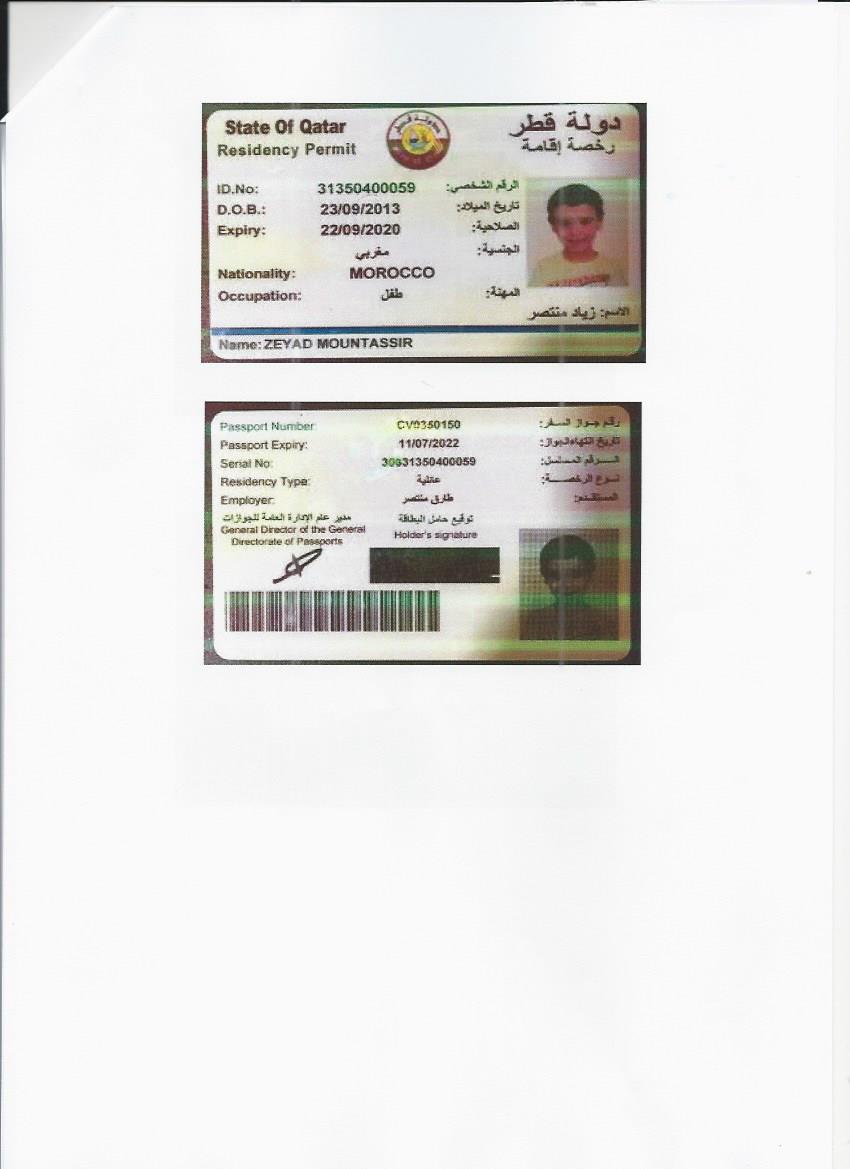 State Of Qatar
دولة قطر
Residency Permit
رخصة إقامة
ID.No: 31350400059 الرقم الشخصي:
D.O.B.: 23/09/2013 تاريخ الميلاد:
Expiry: 22/09/2020 الصلاحية:
مغربي الجنسية:
Nationality: MOROCCO
Occupation: طفل المهنة:
الاسم: زياد منتصر
Name: ZEYAD MOUNTASSIR
Passport Number: CV0350150 رقم جواز السفر:
Passport Expiry: 11/07/2022 تاريخ انتهاء الجواز:
Serial No: 30631350400059 الرقم المسلسل:
Residency Type: عائلية نوع الرخصة:
Employer: طارق منتصر المستقدم:
مدير عام الإدارة العامة للجوازات
توقيع حامل البطاقة
General Director of the General
Directorate of Passports
Holder's signature